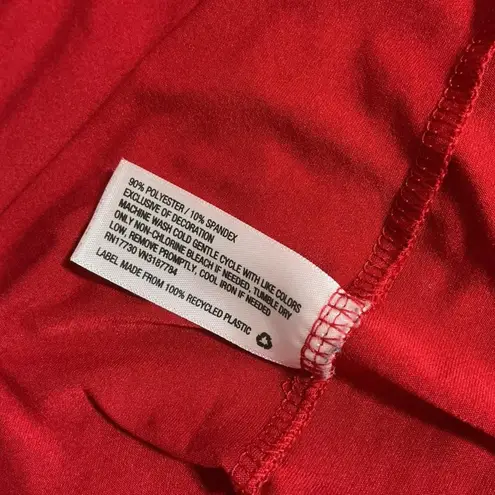 90% POLYESTER / 10% SPANDEX
EXCLUSIVE OF DECORATION
MACHINE WASH COLD GENTLE CYCLE WITH LIKE COLORS
ONLY NON-CHLORINE BLEACH IF NEEDED, TUMBLE DRY
LOW, REMOVE PROMPTLY, COOL IRON IF NEEDED
RN17730 VN3187784
LABEL MADE FROM 100% RECYCLED PLASTIC